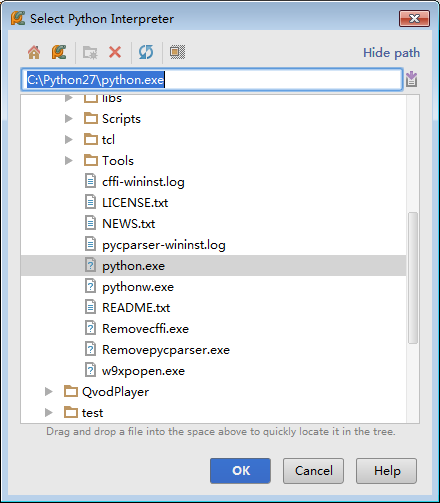 Select Python Interpreter
Hide path
C:\Python27\python.exe
libs
Scripts
tcl
Tools
cffi-wininst.log
LICENSE.txt
NEWS.txt
pycparser-wininst.log
python.exe
pythonw.exe
README.txt
Removecffi.exe
Removepycparser.exe
w9xpopen.exe
QvodPlayer
test
Drag and drop a file into the space above to quickly locate it in the tree.
OK Cancel Help